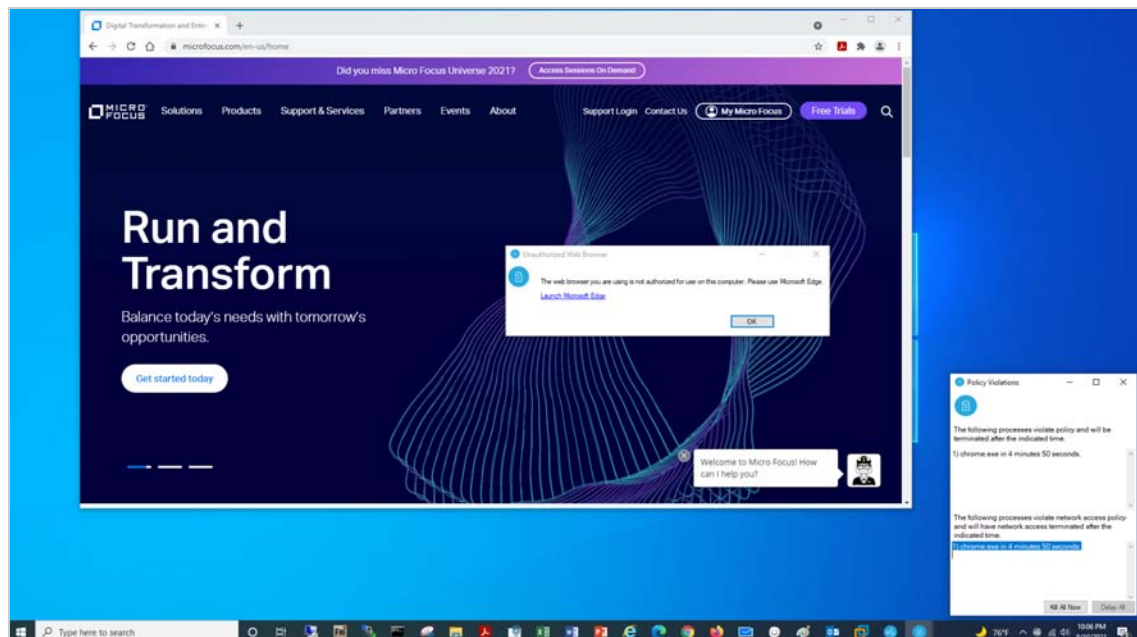 Digital Transformation and Enter
microfocus.com/en-us/home
Did you miss Micro Focus Universe 2021? Access Sessions On Demand
MICRO FOCUS Solutions Products Support & Services Partners Events About Support Login Contact Us My Micro Focus Free Trials
Run and
Transform
Balance today's needs with tomorrow's
opportunities.
Get started today
Unauthorized Web Browser
The web browser you are using is not authorized for use on this computer. Please use Microsoft Edge.
Launch Microsoft Edge
OK
Welcome to Micro Focus! How
can I help you?
Policy Violations
The following processes violate policy and will be
terminated after the indicated time.
1) chrome.exe in 4 minutes 50 seconds.
The following processes violate network access policy
and will have network access terminated after the
indicated time.
1) chrome.exe in 4 minutes 50 seconds.
Kill All Now Delay All
Type here to search
76°F 10:06 PM